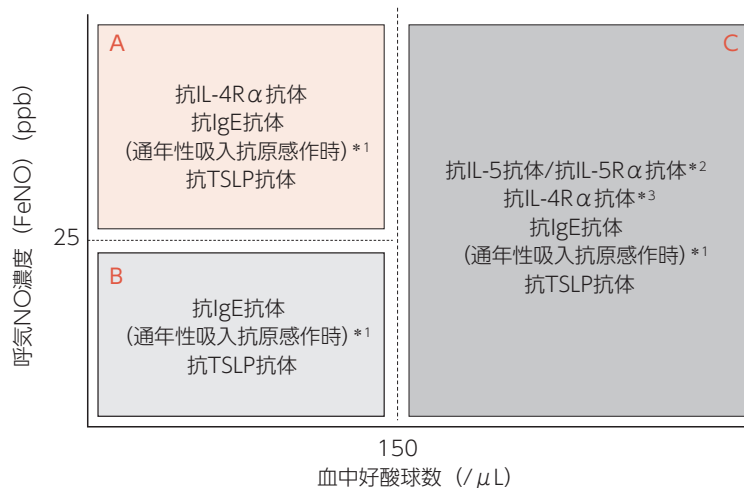 呼気NO濃度（FeNO）（ppb）
A
抗IL-4Rα抗体
抗IgE抗体
（通年性吸入抗原感作時）*1
抗TSLP抗体
25
B
抗IgE抗体
（通年性吸入抗原感作時）*1
抗TSLP抗体
C
抗IL-5抗体/抗IL-5Rα抗体*2
抗IL-4Rα抗体*3
抗IgE抗体
（通年性吸入抗原感作時）*1
抗TSLP抗体
150
血中好酸球数（/μL）